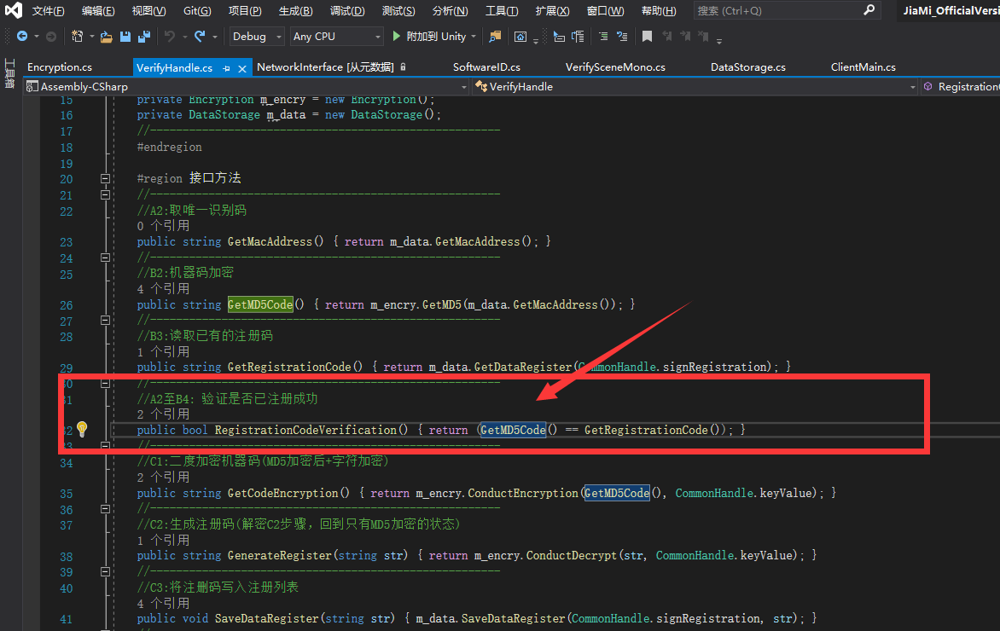 文件(F) 编辑(E) 视图(V) Git(G) 项目(P) 生成(B) 调试(D) 测试(S) 分析(N) 工具(T) 扩展(X) 窗口(W) 帮助(H) 搜索 (Ctrl+Q) JiaMi_OfficialVersi
Debug Any CPU 附加到 Unity
工具箱
Encryption.cs VerifyHandle.cs NetworkInterface [从元数据] SoftwareID.cs VerifySceneMono.cs DataStorage.cs ClientMain.cs
Assembly-CSharp VerifyHandle Registration
15 private Encryption m_encry = new Encryption();
16 private DataStorage m_data = new DataStorage();
17 //------------------------------------------------------
18 #endregion
19
20 #region 接口方法
21 //------------------------------------------------------
22 //A2:取唯一识别码
0 个引用
23 public string GetMacAddress() { return m_data.GetMacAddress(); }
24 //------------------------------------------------------
25 //B2:机器码加密
4 个引用
26 public string GetMD5Code() { return m_encry.GetMD5(m_data.GetMacAddress()); }
27 //------------------------------------------------------
28 //B3:读取已有的注册码
1 个引用
29 public string GetRegistrationCode() { return m_data.GetDataRegister(CommonHandle.signRegistration); }
30 //------------------------------------------------------
31 //A2至B4: 验证是否已注册成功
2 个引用
32 public bool RegistrationCodeVerification() { return (GetMD5Code() == GetRegistrationCode()); }
33 //------------------------------------------------------
34 //C1:二度加密机器码(MD5加密后+字符加密)
2 个引用
35 public string GetCodeEncryption() { return m_encry.ConductEncryption(GetMD5Code(), CommonHandle.keyValue); }
36 //------------------------------------------------------
37 //C2:生成注册码(解密C2步骤，回到只有MD5加密的状态)
1 个引用
38 public string GenerateRegister(string str) { return m_encry.ConductDecrypt(str, CommonHandle.keyValue); }
39 //------------------------------------------------------
40 //C3:将注删码写入注册列表
4 个引用
41 public void SaveDataRegister(string str) { m_data.SaveDataRegister(CommonHandle.signRegistration, str); }